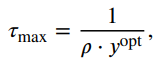 τ_max = 1 / (ρ · y^opt),